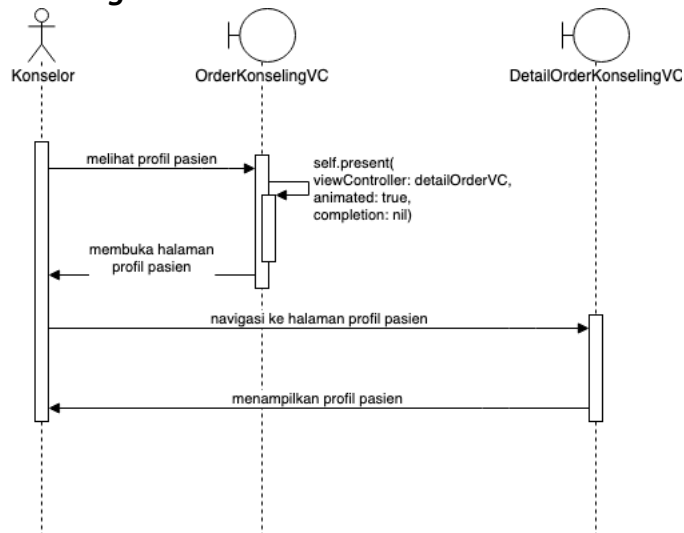 Konselor
OrderKonselingVC
DetailOrderKonselingVC
melihat profil pasien
self.present(
viewController: detailOrderVC,
animated: true,
completion: nil)
membuka halaman
profil pasien
navigasi ke halaman profil pasien
menampilkan profil pasien